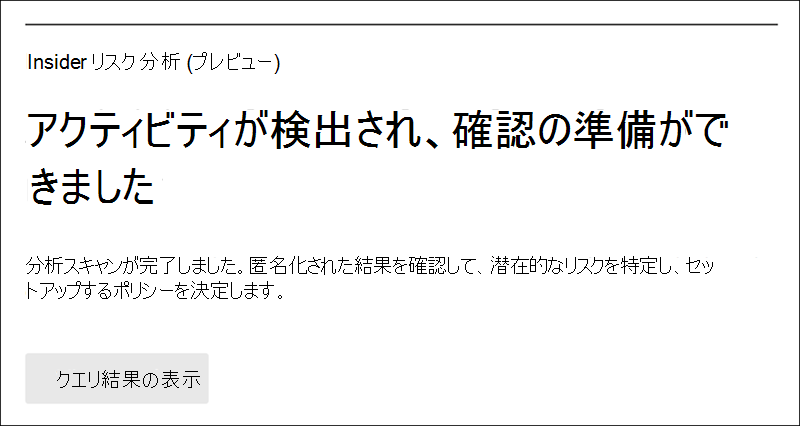 Insider リスク分析 (プレビュー)
アクティビティが検出され、確認の準備がで
きました
分析スキャンが完了しました。匿名化された結果を確認して、潜在的なリスクを特定し、セッ
トアップするポリシーを決定します。
クエリ結果の表示